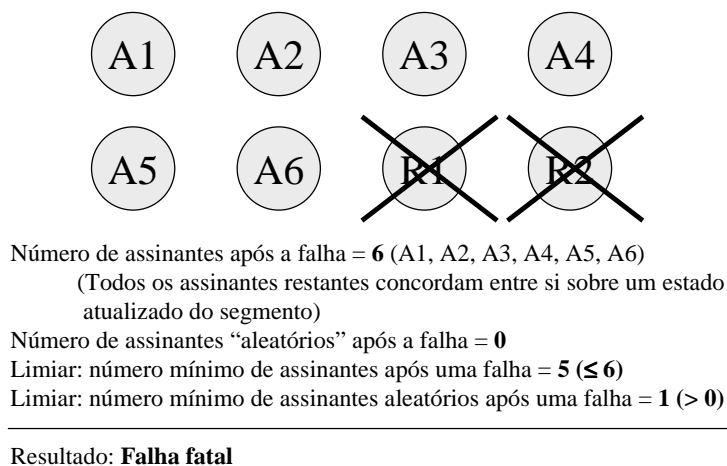 A1 A2 A3 A4
A5 A6 R1 R2
Número de assinantes após a falha = 6 (A1, A2, A3, A4, A5, A6)
(Todos os assinantes restantes concordam entre si sobre um estado
atualizado do segmento)
Número de assinantes “aleatórios” após a falha = 0
Limiar: número mínimo de assinantes após uma falha = 5 (≤ 6)
Limiar: número mínimo de assinantes aleatórios após uma falha = 1 (> 0)
Resultado: Falha fatal